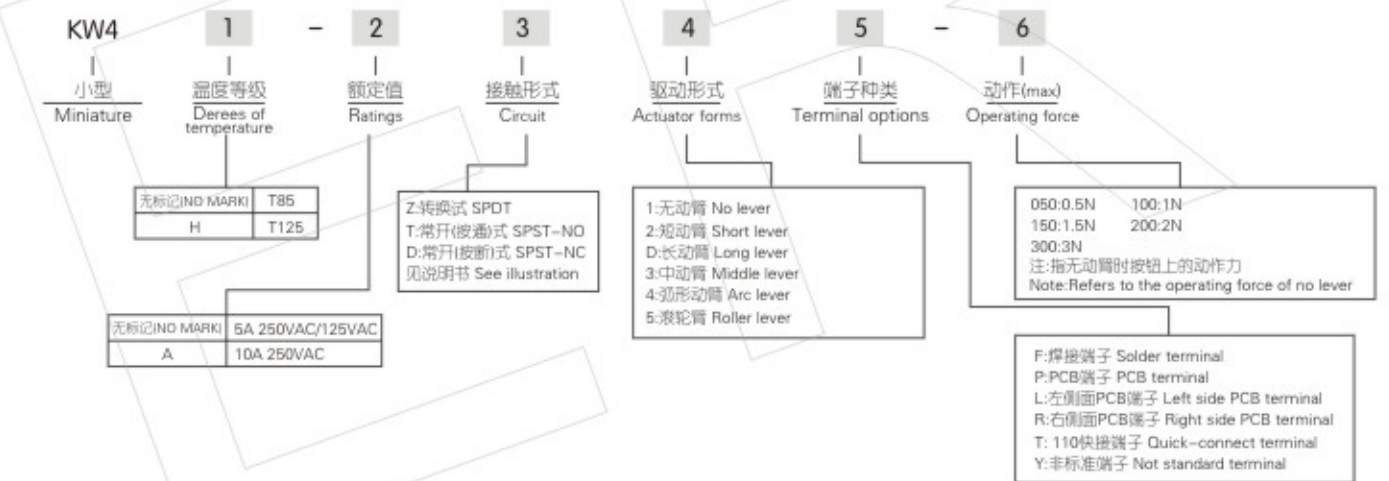 KW4 1 - 2 3 4 5 - 6
小型
Miniature
温度等级
Derees of
temperature
额定值
Ratings
接触形式
Circuit
驱动形式
Actuator forms
端子种类
Terminal options
动作(max)
Operating force
无标记(NO MARK) T85
H T125
无标记(NO MARK) 5A 250VAC/125VAC
A 10A 250VAC
Z:转换试 SPDT
T:常开(按通)式 SPST-NO
D:常开(按断)式 SPST-NC
见说明书 See illustration
1:无动臂 No lever
2:短动臂 Short lever
D:长动臂 Long lever
3:中动臂 Middle lever
4:弧形动臂 Arc lever
5:滚轮臂 Roller lever
050:0.5N 100:1N
150:1.5N 200:2N
300:3N
注:指无动臂时按钮上的动作力
Note:Refers to the operating force of no lever
F:焊接端子 Solder terminal
P:PCB端子 PCB terminal
L:左侧面PCB端子 Left side PCB terminal
R:右侧面PCB端子 Right side PCB terminal
T: 110快接端子 Quick-connect terminal
Y:非标准端子 Not standard terminal